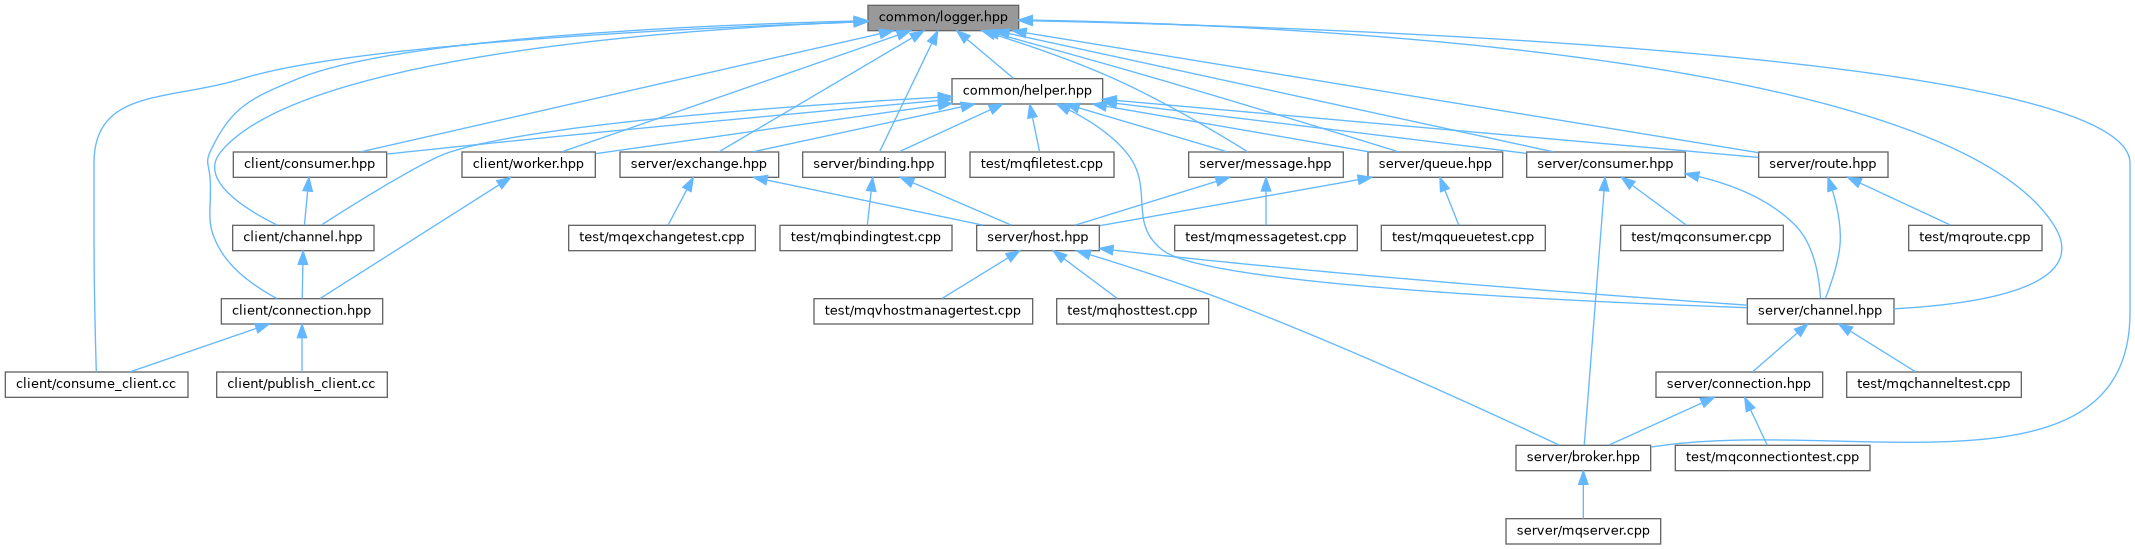 common/logger.hpp
common/helper.hpp
client/consumer.hpp
client/worker.hpp
server/exchange.hpp
server/binding.hpp
test/mqfiletest.cpp
server/message.hpp
server/queue.hpp
server/consumer.hpp
server/route.hpp
client/channel.hpp
test/mqexchangetest.cpp
test/mqbindingtest.cpp
server/host.hpp
test/mqmessagetest.cpp
test/mqqueuetest.cpp
test/mqconsumer.cpp
test/mqroute.cpp
client/connection.hpp
test/mqvhostmanagertest.cpp
test/mqhosttest.cpp
server/channel.hpp
client/consume_client.cc
client/publish_client.cc
server/connection.hpp
test/mqchanneltest.cpp
server/broker.hpp
test/mqconnectiontest.cpp
server/mqserver.cpp